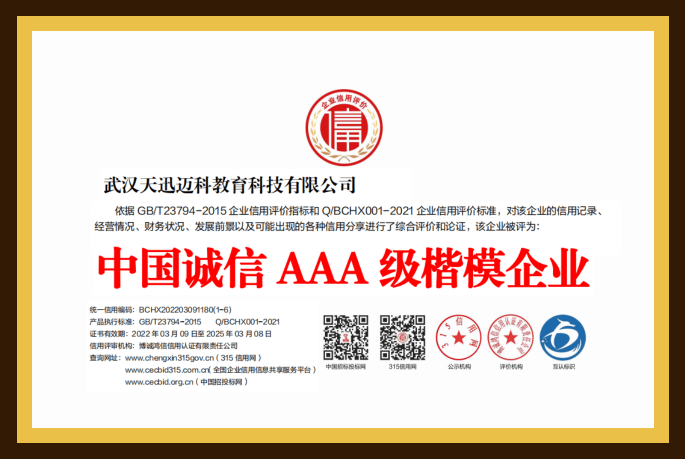 企业信用评价
信
武汉天迅迈科教育科技有限公司
依据 GB/T23794-2015 企业信用评价指标和 Q/BCHX001-2021 企业信用评价标准，对该企业的信用记录、
经营情况、财务状况、发展前景以及可能出现的各种信用分享进行了综合评价和论证，该企业被评为：
中国诚信 AAA 级楷模企业
统一信用编码：BCHX202203091180(1-6)
产品执行标准：GB/T23794-2015 Q/BCHX001-2021
证书有效期：2022 年 03 月 09 日至 2025 年 03 月 08 日
信用评审机构：博诚鸿信信用认证有限责任公司
查询网址：www.chengxin315gov.cn（315 信用网）
www.cecbid315.com.cn（全国企业信用信息共享服务平台）
www.cecbid.org.cn（中国招投标网）
315信用网
中国招标投标网
315信用网
公示机构
评价机构
互认标识